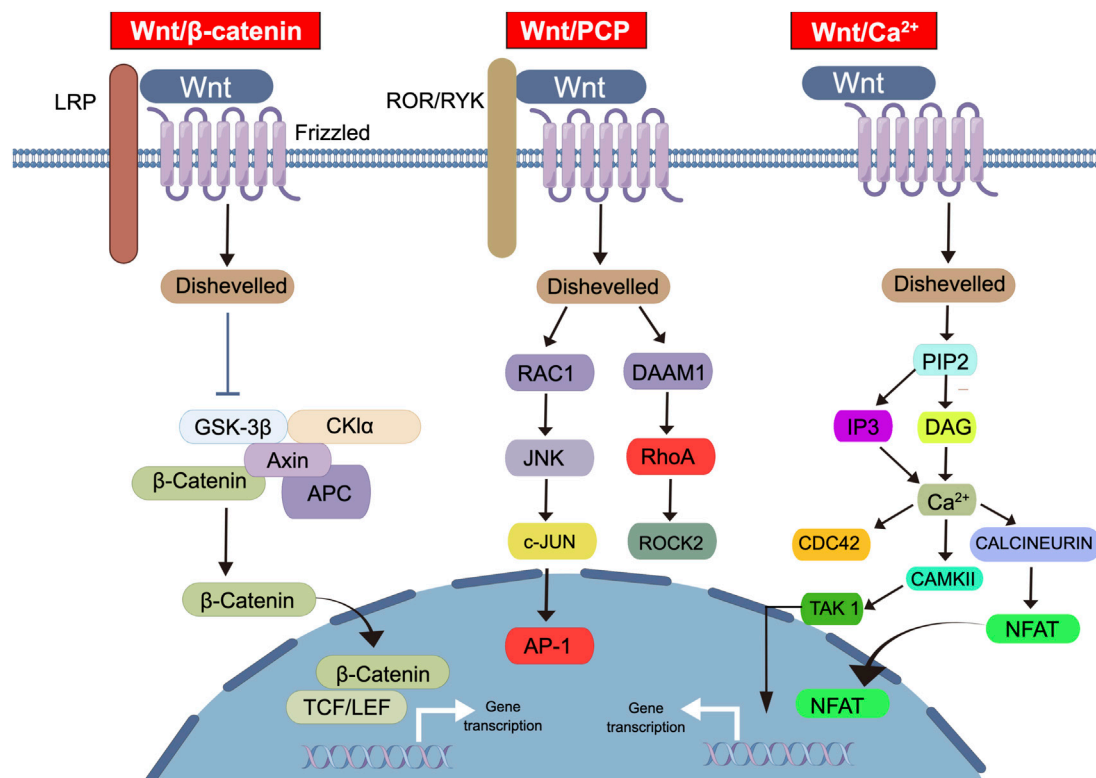 Wnt/β-catenin
Wnt/PCP
Wnt/Ca²⁺
LRP
Wnt
Frizzled
ROR/RYK
Wnt
Wnt
Dishevelled
Dishevelled
Dishevelled
GSK-3β
CKIα
Axin
β-Catenin
APC
β-Catenin
β-Catenin
TCF/LEF
Gene
transcription
RAC1
DAAM1
JNK
RhoA
c-JUN
ROCK2
AP-1
PIP2
IP3
DAG
Ca²⁺
CDC42
CALCINEURIN
CAMKII
TAK 1
NFAT
NFAT
Gene
transcription